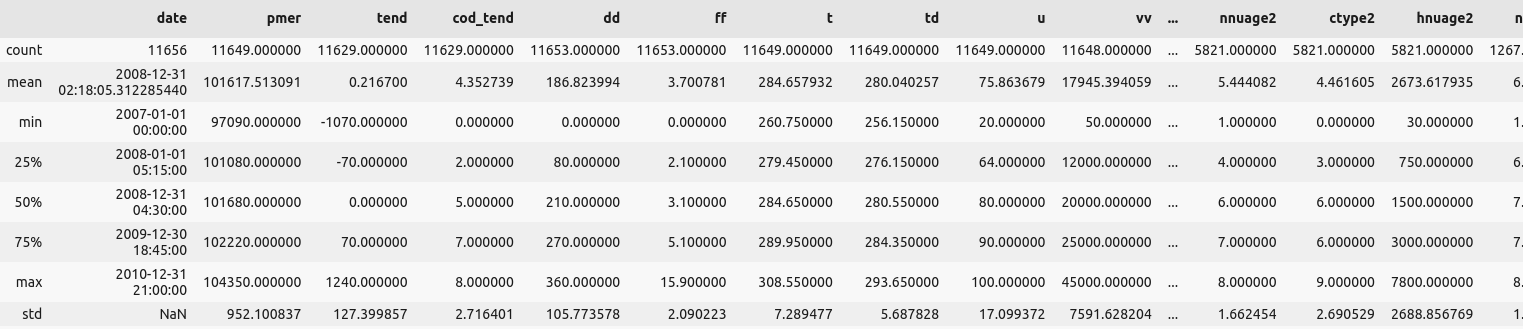 date pmer tend cod_tend dd ff t td u vv ... nnuage2 ctype2 hnuage2 n
count 11656 11649.000000 11629.000000 11629.000000 11653.000000 11653.000000 11649.000000 11649.000000 11649.000000 11648.000000 ... 5821.000000 5821.000000 5821.000000 1267.
mean 2008-12-31 02:18:05.312285440 101617.513091 0.216700 4.352739 186.823994 3.700781 284.657932 280.040257 75.863679 17945.394059 ... 5.444082 4.461605 2673.617935 6.
min 2007-01-01 00:00:00 97090.000000 -1070.000000 0.000000 0.000000 0.000000 260.750000 256.150000 20.000000 50.000000 ... 1.000000 0.000000 30.000000 1.
25% 2008-01-01 05:15:00 101080.000000 -70.000000 2.000000 80.000000 2.100000 279.450000 276.150000 64.000000 12000.000000 ... 4.000000 3.000000 750.000000 6.
50% 2008-12-31 04:30:00 101680.000000 0.000000 5.000000 210.000000 3.100000 284.650000 280.550000 80.000000 20000.000000 ... 6.000000 6.000000 1500.000000 7.
75% 2009-12-30 18:45:00 102220.000000 70.000000 7.000000 270.000000 5.100000 289.950000 284.350000 90.000000 25000.000000 ... 7.000000 6.000000 3000.000000 7.
max 2010-12-31 21:00:00 104350.000000 1240.000000 8.000000 360.000000 15.900000 308.550000 293.650000 100.000000 45000.000000 ... 8.000000 9.000000 7800.000000 8.
std NaN 952.100837 127.399857 2.716401 105.773578 2.090223 7.289477 5.687828 17.099372 7591.628204 ... 1.662454 2.690529 2688.856769 1.